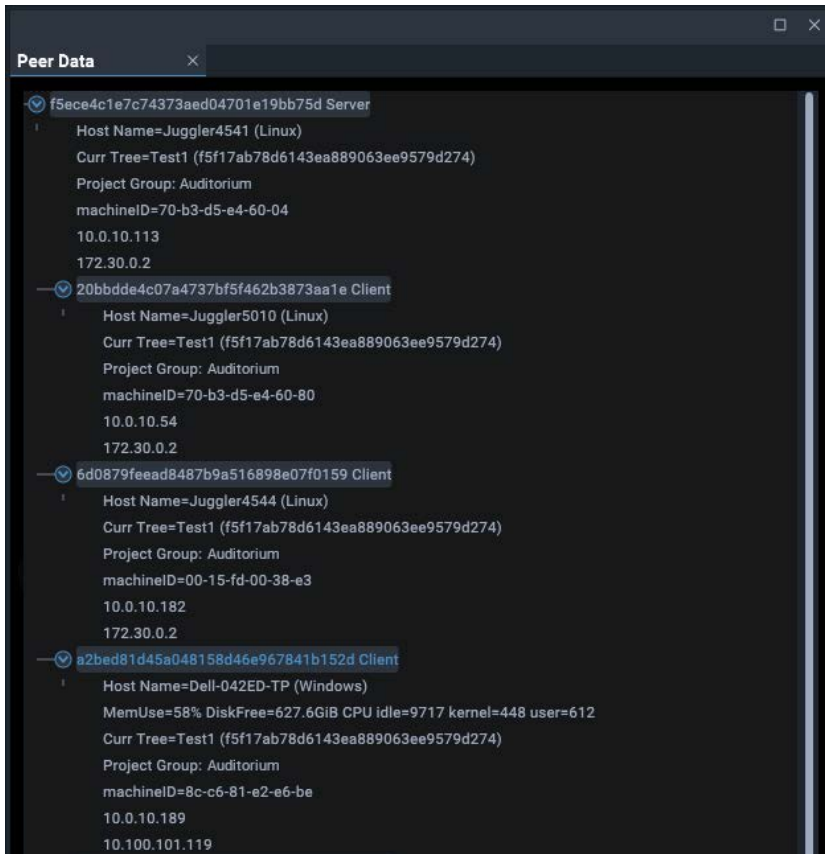 Peer Data
f5ece4c1e7c74373aed04701e19bb75d Server
Host Name=Juggler4541 (Linux)
Curr Tree=Test1 (f5f17ab78d6143ea889063ee9579d274)
Project Group: Auditorium
machineID=70-b3-d5-e4-60-04
10.0.10.113
172.30.0.2
20bbdde4c07a4737bf5f462b3873aa1e Client
Host Name=Juggler5010 (Linux)
Curr Tree=Test1 (f5f17ab78d6143ea889063ee9579d274)
Project Group: Auditorium
machineID=70-b3-d5-e4-60-80
10.0.10.54
172.30.0.2
6d0879feead8487b9a516898e07f0159 Client
Host Name=Juggler4544 (Linux)
Curr Tree=Test1 (f5f17ab78d6143ea889063ee9579d274)
Project Group: Auditorium
machineID=00-15-fd-00-38-e3
10.0.10.182
172.30.0.2
a2bed81d45a048158d46e967841b152d Client
Host Name=Dell-042ED-TP (Windows)
MemUse=58% DiskFree=627.6GiB CPU idle=9717 kernel=448 user=612
Curr Tree=Test1 (f5f17ab78d6143ea889063ee9579d274)
Project Group: Auditorium
machineID=8c-c6-81-e2-e6-be
10.0.10.189
10.100.101.119